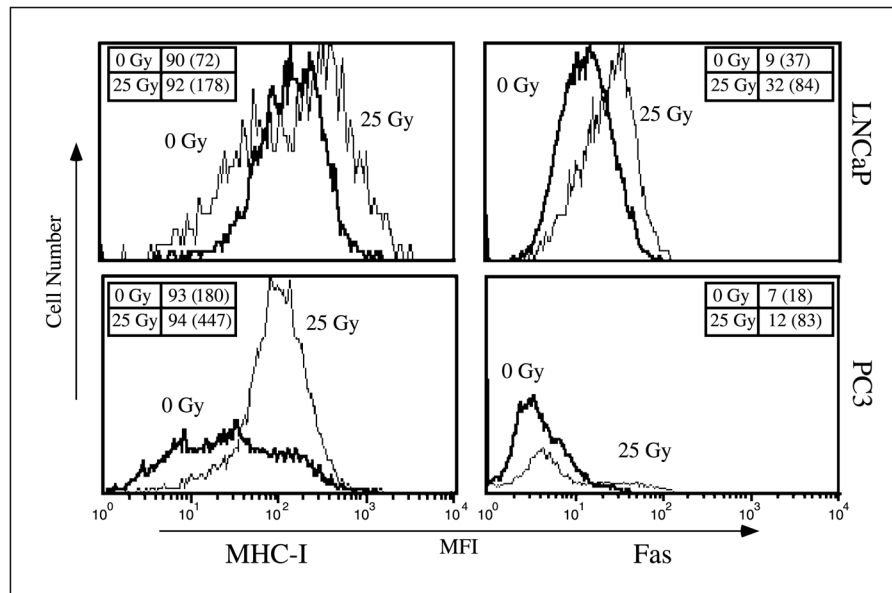 0 Gy 90 (72)
25 Gy 92 (178)
0 Gy
25 Gy
0 Gy 9 (37)
25 Gy 32 (84)
0 Gy
25 Gy
LNCaP
Cell Number
0 Gy 93 (180)
25 Gy 94 (447)
0 Gy
25 Gy
0 Gy 7 (18)
25 Gy 12 (83)
0 Gy
25 Gy
PC3
10^0 10^1 10^2 10^3 10^4
10^0 10^1 10^2 10^3 10^4
MHC-I
MFI
Fas